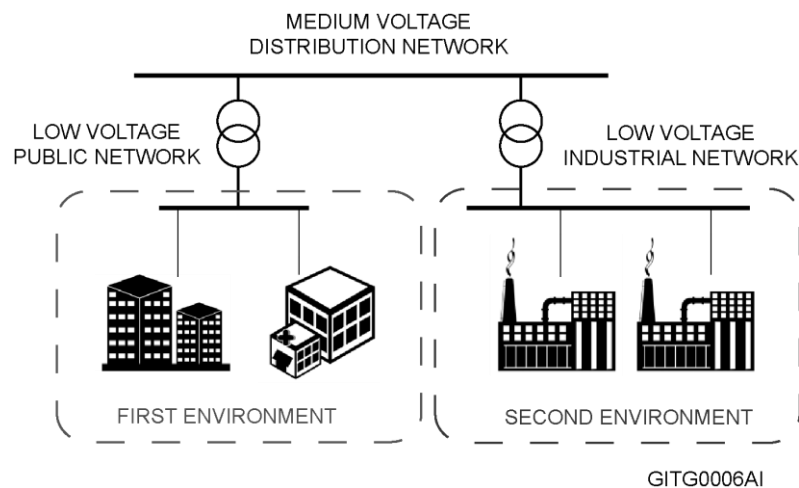 MEDIUM VOLTAGE
DISTRIBUTION NETWORK
LOW VOLTAGE
PUBLIC NETWORK
LOW VOLTAGE
INDUSTRIAL NETWORK
FIRST ENVIRONMENT
SECOND ENVIRONMENT
GITG0006AI